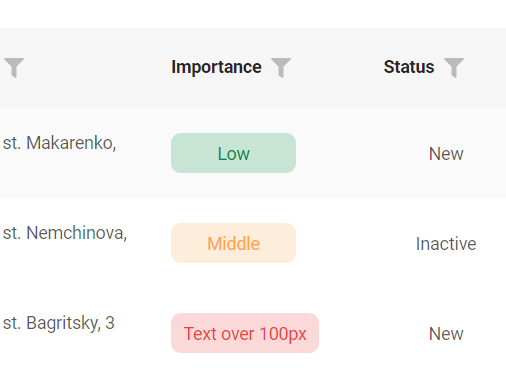 Importance Status
st. Makarenko, Low New
st. Nemchinova, Middle Inactive
st. Bagritsky, 3 Text over 100px New